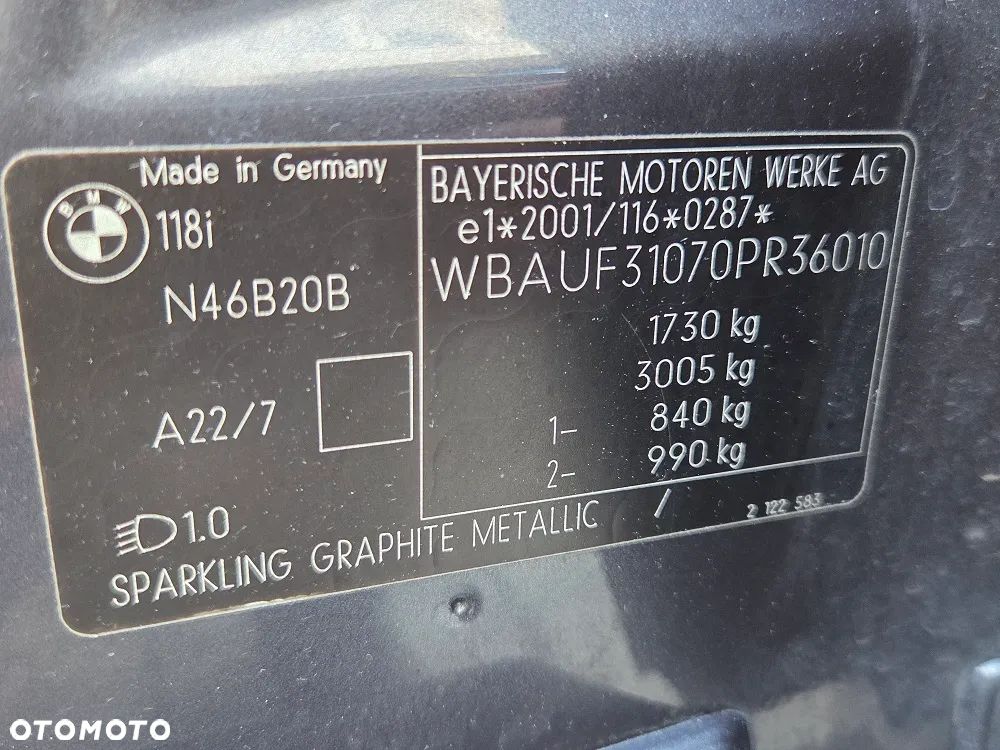 Made in Germany
BMW
118i
N46B20B
A22/7
1.0
SPARKLING GRAPHITE METALLIC /
BAYERISCHE MOTOREN WERKE AG
e1*2001/116*0287*
WBAUF31070PR36010
1730 kg
3005 kg
1- 840 kg
2- 990 kg
2 122 583
OTOMOTO